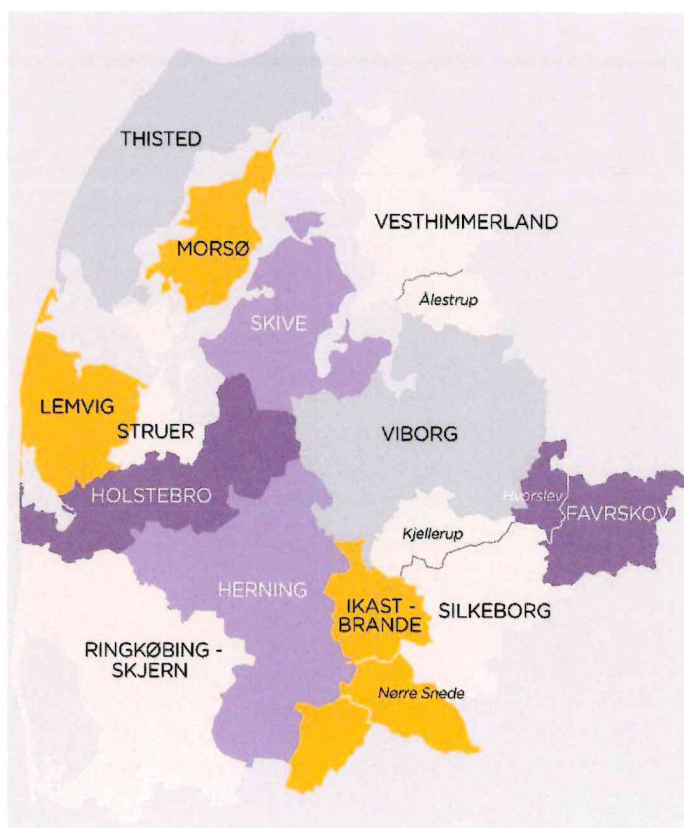 THISTED
VESTHIMMERLAND
MORSØ
Ålestrup
SKIVE
LEMVIG
STRUER
VIBORG
HOLSTEBRO
Hvorslev
FAVRSKOV
Kjellerup
HERNING
IKAST -
BRANDE
SILKEBORG
RINGKØBING -
SKJERN
Nørre Snede